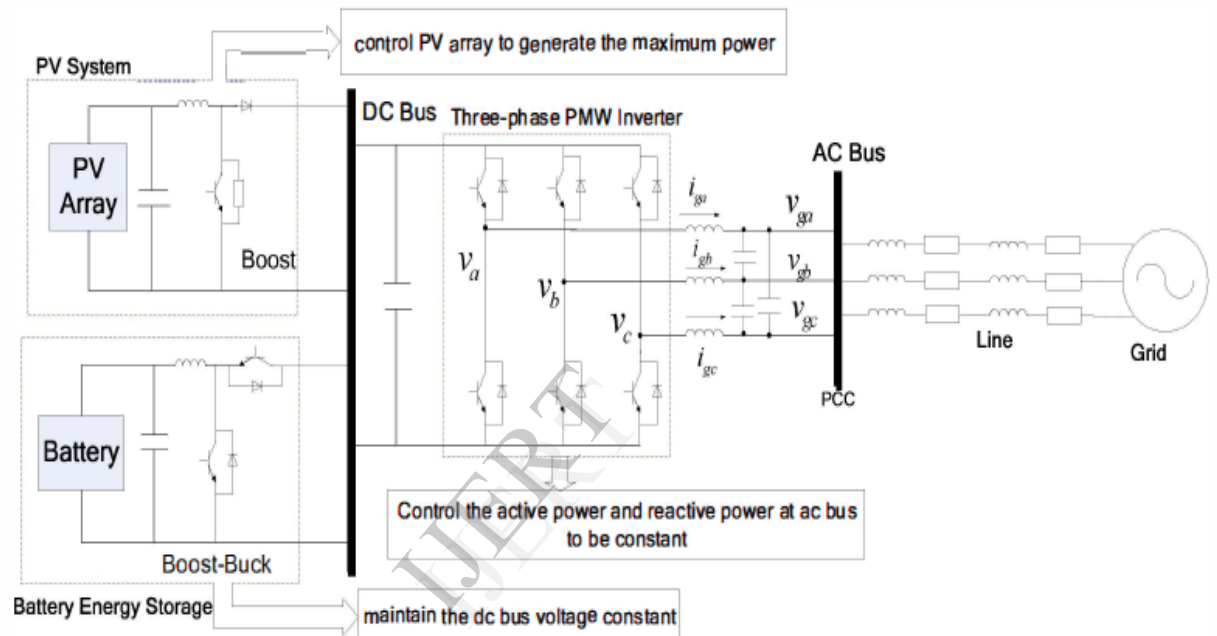 control PV array to generate the maximum power
PV System
PV
Array
Boost
DC Bus
Three-phase PMW Inverter
AC Bus
i_ga
v_ga
v_a
i_gb
v_gb
v_b
v_c
v_gc
i_gc
Line
Grid
PCC
Battery
Boost-Buck
Battery Energy Storage
Control the active power and reactive power at ac bus
to be constant
maintain the dc bus voltage constant
IJERT